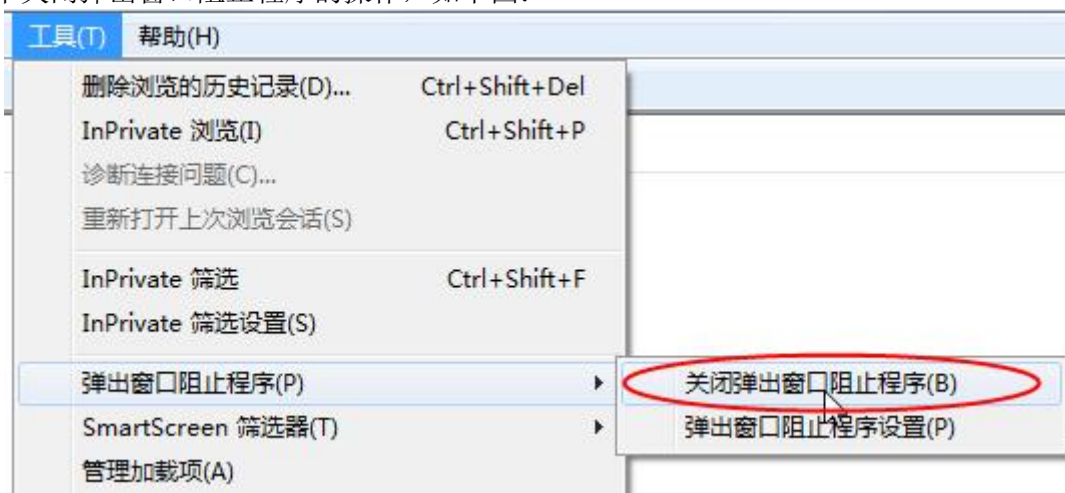 工具(T) 帮助(H)
删除浏览的历史记录(D)... Ctrl+Shift+Del
InPrivate 浏览(I) Ctrl+Shift+P
诊断连接问题(C)...
重新打开上次浏览会话(S)
InPrivate 筛选 Ctrl+Shift+F
InPrivate 筛选设置(S)
弹出窗口阻止程序(P) 关闭弹出窗口阻止程序(B)
SmartScreen 筛选器(T) 弹出窗口阻止程序设置(P)
管理加载项(A)